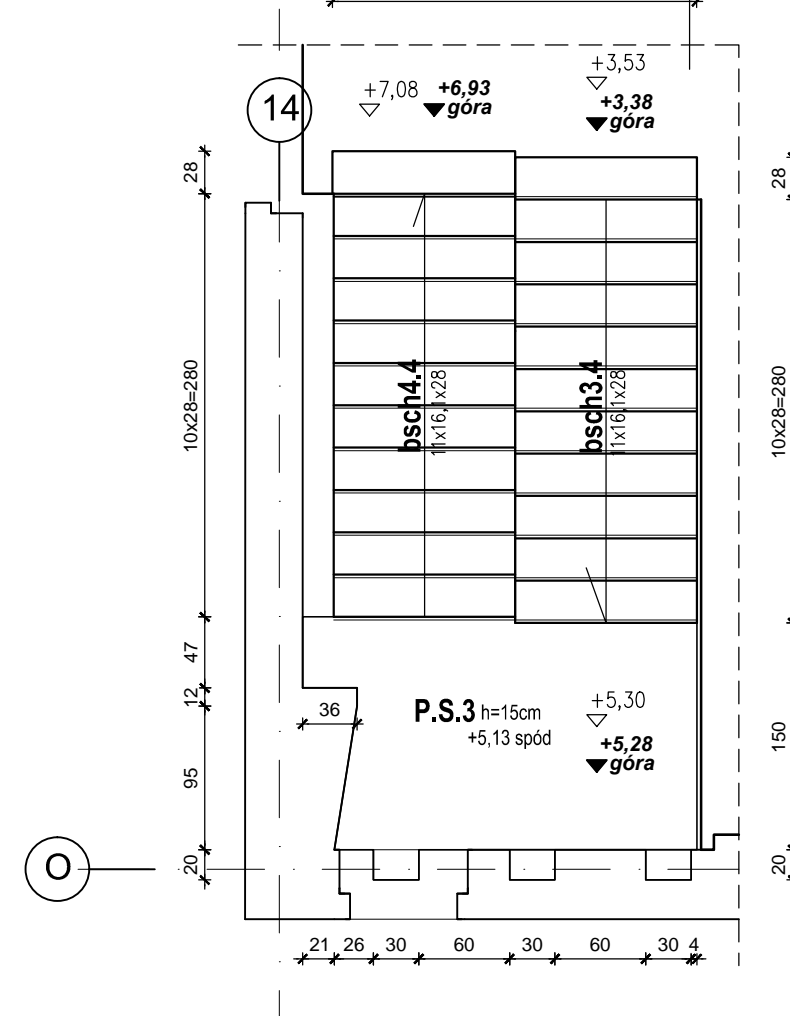 +7,08
+6,93
góra
+3,53
+3,38
góra
14
28
28
10x28=280
bsch4.4
11x16,1x28
bsch3.4
11x16,1x28
10x28=280
47
12
36
P.S.3 h=15cm
+5,13 spód
+5,30
+5,28
góra
150
95
O
20
20
21 26 30 60 30 60 30 4